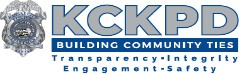 KCKPD
BUILDING COMMUNITY TIES
Transparency•Integrity
Engagement•Safety